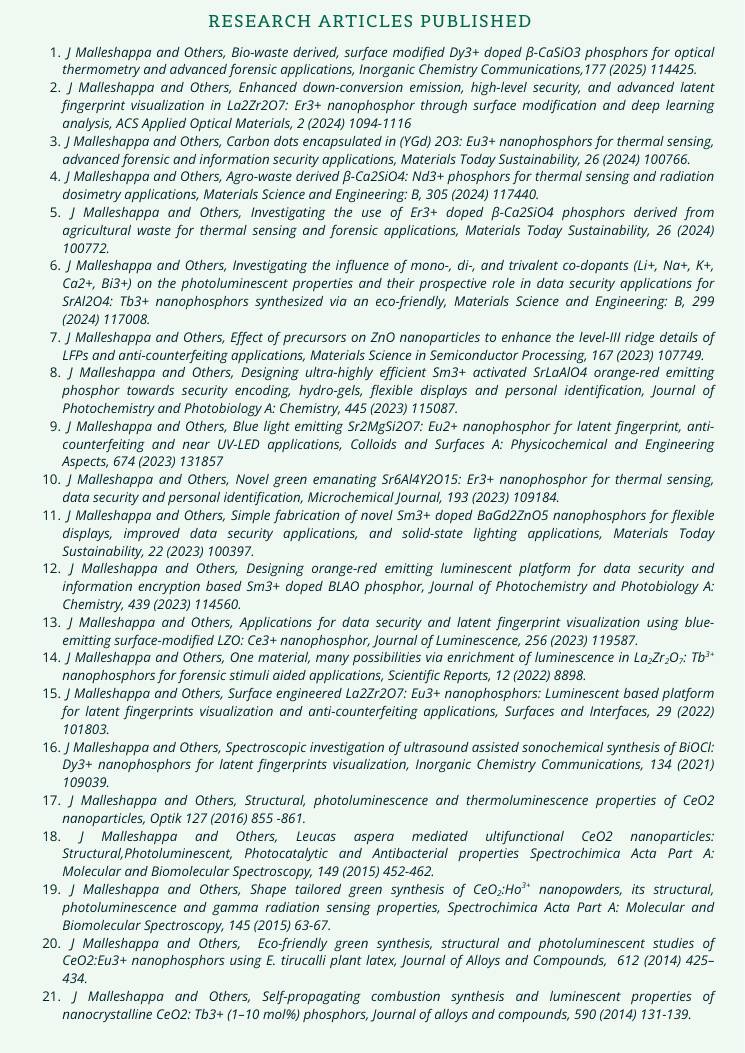 RESEARCH ARTICLES PUBLISHED
1. J Malleshappa and Others, Bio-waste derived, surface modified Dy3+ doped β-CaSiO3 phosphors for optical
thermometry and advanced forensic applications, Inorganic Chemistry Communications,177 (2025) 114425.
2. J Malleshappa and Others, Enhanced down-conversion emission, high-level security, and advanced latent
fingerprint visualization in La2Zr2O7: Er3+ nanophosphor through surface modification and deep learning
analysis, ACS Applied Optical Materials, 2 (2024) 1094-1116
3. J Malleshappa and Others, Carbon dots encapsulated in (YGd) 2O3: Eu3+ nanophosphors for thermal sensing,
advanced forensic and information security applications, Materials Today Sustainability, 26 (2024) 100766.
4. J Malleshappa and Others, Agro-waste derived β-Ca2SiO4: Nd3+ phosphors for thermal sensing and radiation
dosimetry applications, Materials Science and Engineering: B, 305 (2024) 117440.
5. J Malleshappa and Others, Investigating the use of Er3+ doped β-Ca2SiO4 phosphors derived from
agricultural waste for thermal sensing and forensic applications, Materials Today Sustainability, 26 (2024)
100772.
6. J Malleshappa and Others, Investigating the influence of mono-, di-, and trivalent co-dopants (Li+, Na+, K+,
Ca2+, Bi3+) on the photoluminescent properties and their prospective role in data security applications for
SrAl2O4: Tb3+ nanophosphors synthesized via an eco-friendly, Materials Science and Engineering: B, 299
(2024) 117008.
7. J Malleshappa and Others, Effect of precursors on ZnO nanoparticles to enhance the level-III ridge details of
LFPs and anti-counterfeiting applications, Materials Science in Semiconductor Processing, 167 (2023) 107749.
8. J Malleshappa and Others, Designing ultra-highly efficient Sm3+ activated SrLaAlO4 orange-red emitting
phosphor towards security encoding, hydro-gels, flexible displays and personal identification, Journal of
Photochemistry and Photobiology A: Chemistry, 445 (2023) 115087.
9. J Malleshappa and Others, Blue light emitting Sr2MgSi2O7: Eu2+ nanophosphor for latent fingerprint, anti-
counterfeiting and near UV-LED applications, Colloids and Surfaces A: Physicochemical and Engineering
Aspects, 674 (2023) 131857
10. J Malleshappa and Others, Novel green emanating Sr6Al4Y2O15: Er3+ nanophosphor for thermal sensing,
data security and personal identification, Microchemical Journal, 193 (2023) 109184.
11. J Malleshappa and Others, Simple fabrication of novel Sm3+ doped BaGd2ZnO5 nanophosphors for flexible
displays, improved data security applications, and solid-state lighting applications, Materials Today
Sustainability, 22 (2023) 100397.
12. J Malleshappa and Others, Designing orange-red emitting luminescent platform for data security and
information encryption based Sm3+ doped BLAO phosphor, Journal of Photochemistry and Photobiology A:
Chemistry, 439 (2023) 114560.
13. J Malleshappa and Others, Applications for data security and latent fingerprint visualization using blue-
emitting surface-modified LZO: Ce3+ nanophosphor, Journal of Luminescence, 256 (2023) 119587.
14. J Malleshappa and Others, One material, many possibilities via enrichment of luminescence in La₂Zr₂O₇: Tb³⁺
nanophosphors for forensic stimuli aided applications, Scientific Reports, 12 (2022) 8898.
15. J Malleshappa and Others, Surface engineered La2Zr2O7: Eu3+ nanophosphors: Luminescent based platform
for latent fingerprints visualization and anti-counterfeiting applications, Surfaces and Interfaces, 29 (2022)
101803.
16. J Malleshappa and Others, Spectroscopic investigation of ultrasound assisted sonochemical synthesis of BiOCl:
Dy3+ nanophosphors for latent fingerprints visualization, Inorganic Chemistry Communications, 134 (2021)
109039.
17. J Malleshappa and Others, Structural, photoluminescence and thermoluminescence properties of CeO2
nanoparticles, Optik 127 (2016) 855 -861.
18. J Malleshappa and Others, Leucas aspera mediated ultifunctional CeO2 nanoparticles:
Structural,Photoluminescent, Photocatalytic and Antibacterial properties Spectrochimica Acta Part A:
Molecular and Biomolecular Spectroscopy, 149 (2015) 452-462.
19. J Malleshappa and Others, Shape tailored green synthesis of CeO₂:Ho³⁺ nanopowders, its structural,
photoluminescence and gamma radiation sensing properties, Spectrochimica Acta Part A: Molecular and
Biomolecular Spectroscopy, 145 (2015) 63-67.
20. J Malleshappa and Others, Eco-friendly green synthesis, structural and photoluminescent studies of
CeO2:Eu3+ nanophosphors using E. tirucalli plant latex, Journal of Alloys and Compounds, 612 (2014) 425–
434.
21. J Malleshappa and Others, Self-propagating combustion synthesis and luminescent properties of
nanocrystalline CeO2: Tb3+ (1–10 mol%) phosphors, Journal of alloys and compounds, 590 (2014) 131-139.